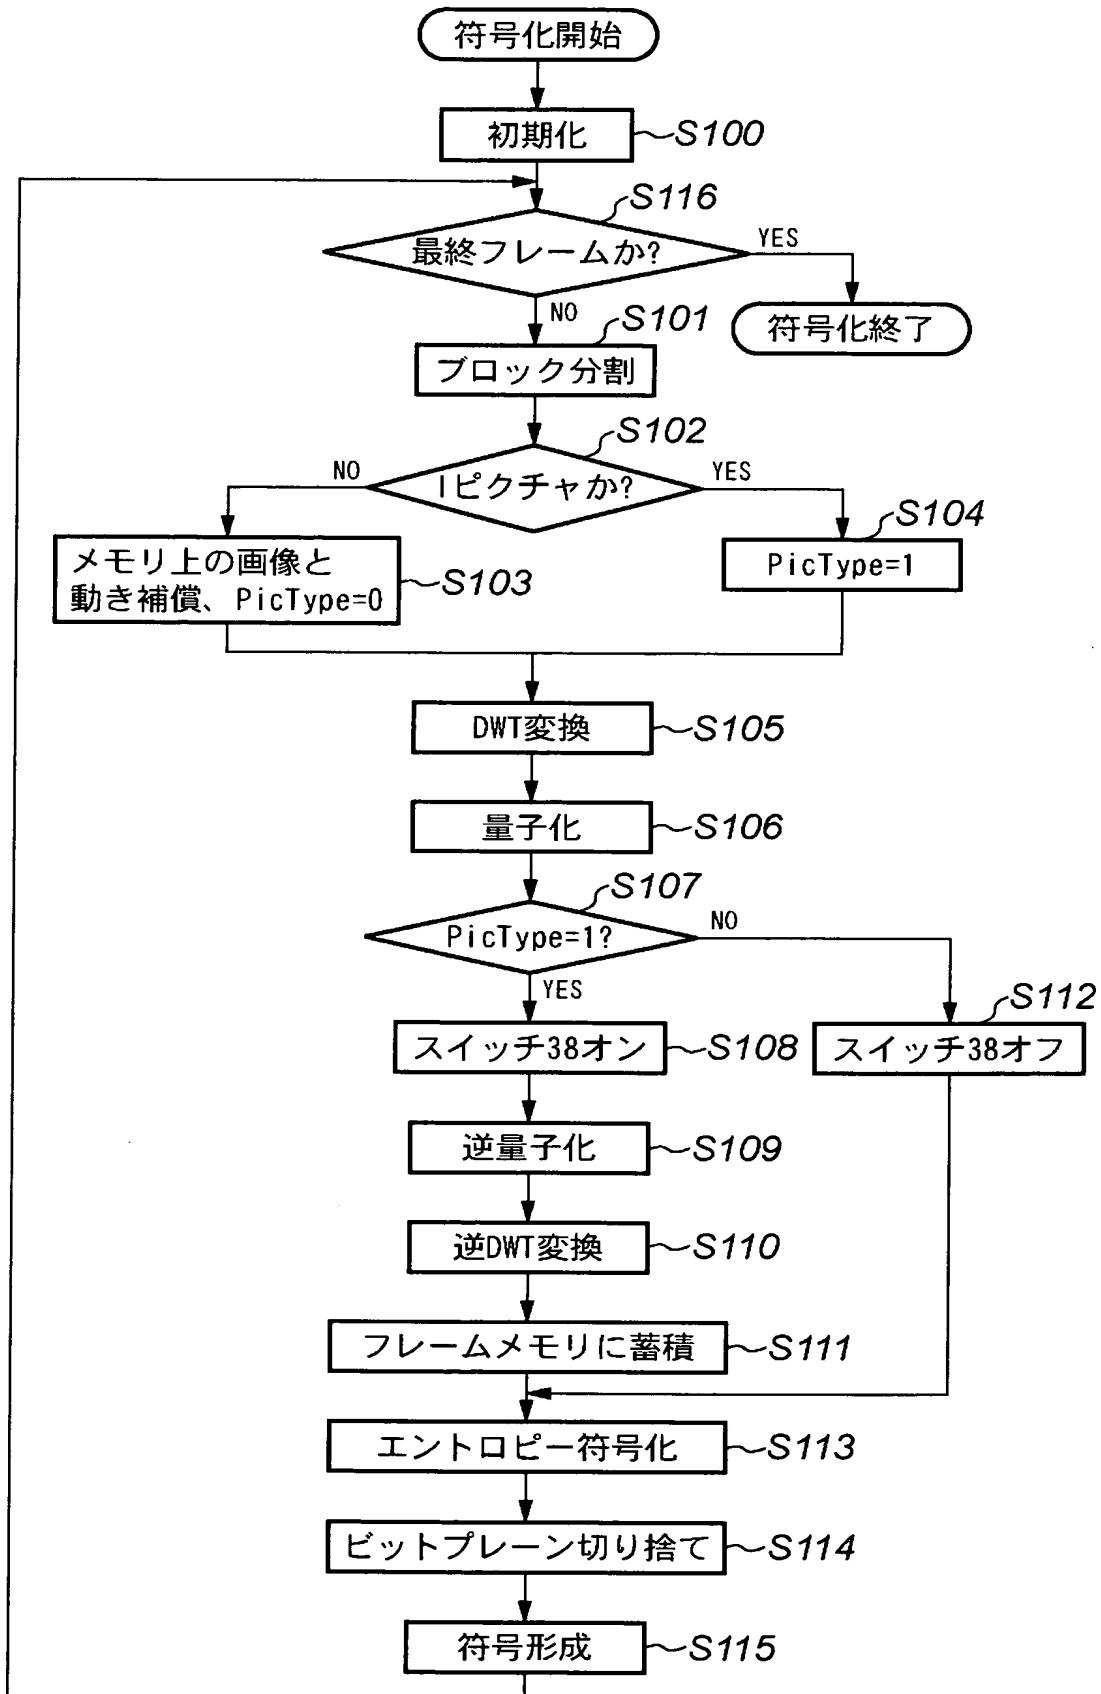 符号化開始
初期化
S100
S116
最終フレームか?
YES
NO
符号化終了
S101
ブロック分割
S102
NO
Iピクチャか?
YES
S104
メモリ上の画像と
動き補償、PicType=0
S103
PicType=1
DWT変換
S105
量子化
S106
S107
PicType=1?
NO
YES
S112
スイッチ38オン
S108
スイッチ38オフ
逆量子化
S109
逆DWT変換
S110
フレームメモリに蓄積
S111
エントロピー符号化
S113
ビットプレーン切り捨て
S114
符号形成
S115